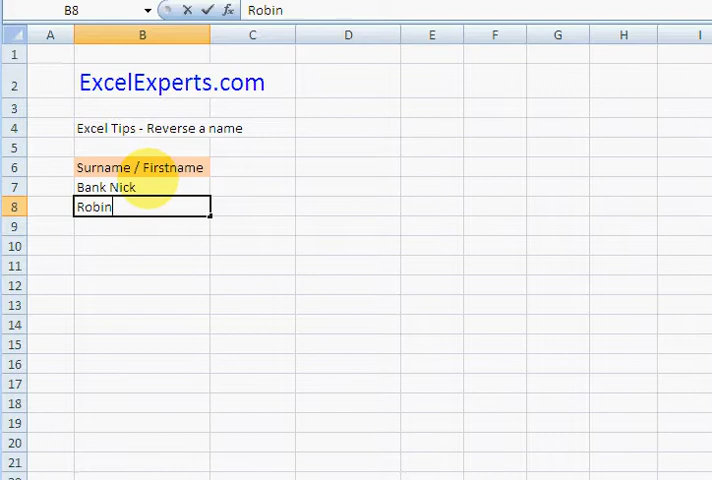 B8 fx Robin
A B C D E F G H I
1
2 ExcelExperts.com
3
4 Excel Tips - Reverse a name
5
6 Surname / Firstname
7 Bank Nick
8 Robin
9
10
11
12
13
14
15
16
17
18
19
20
21